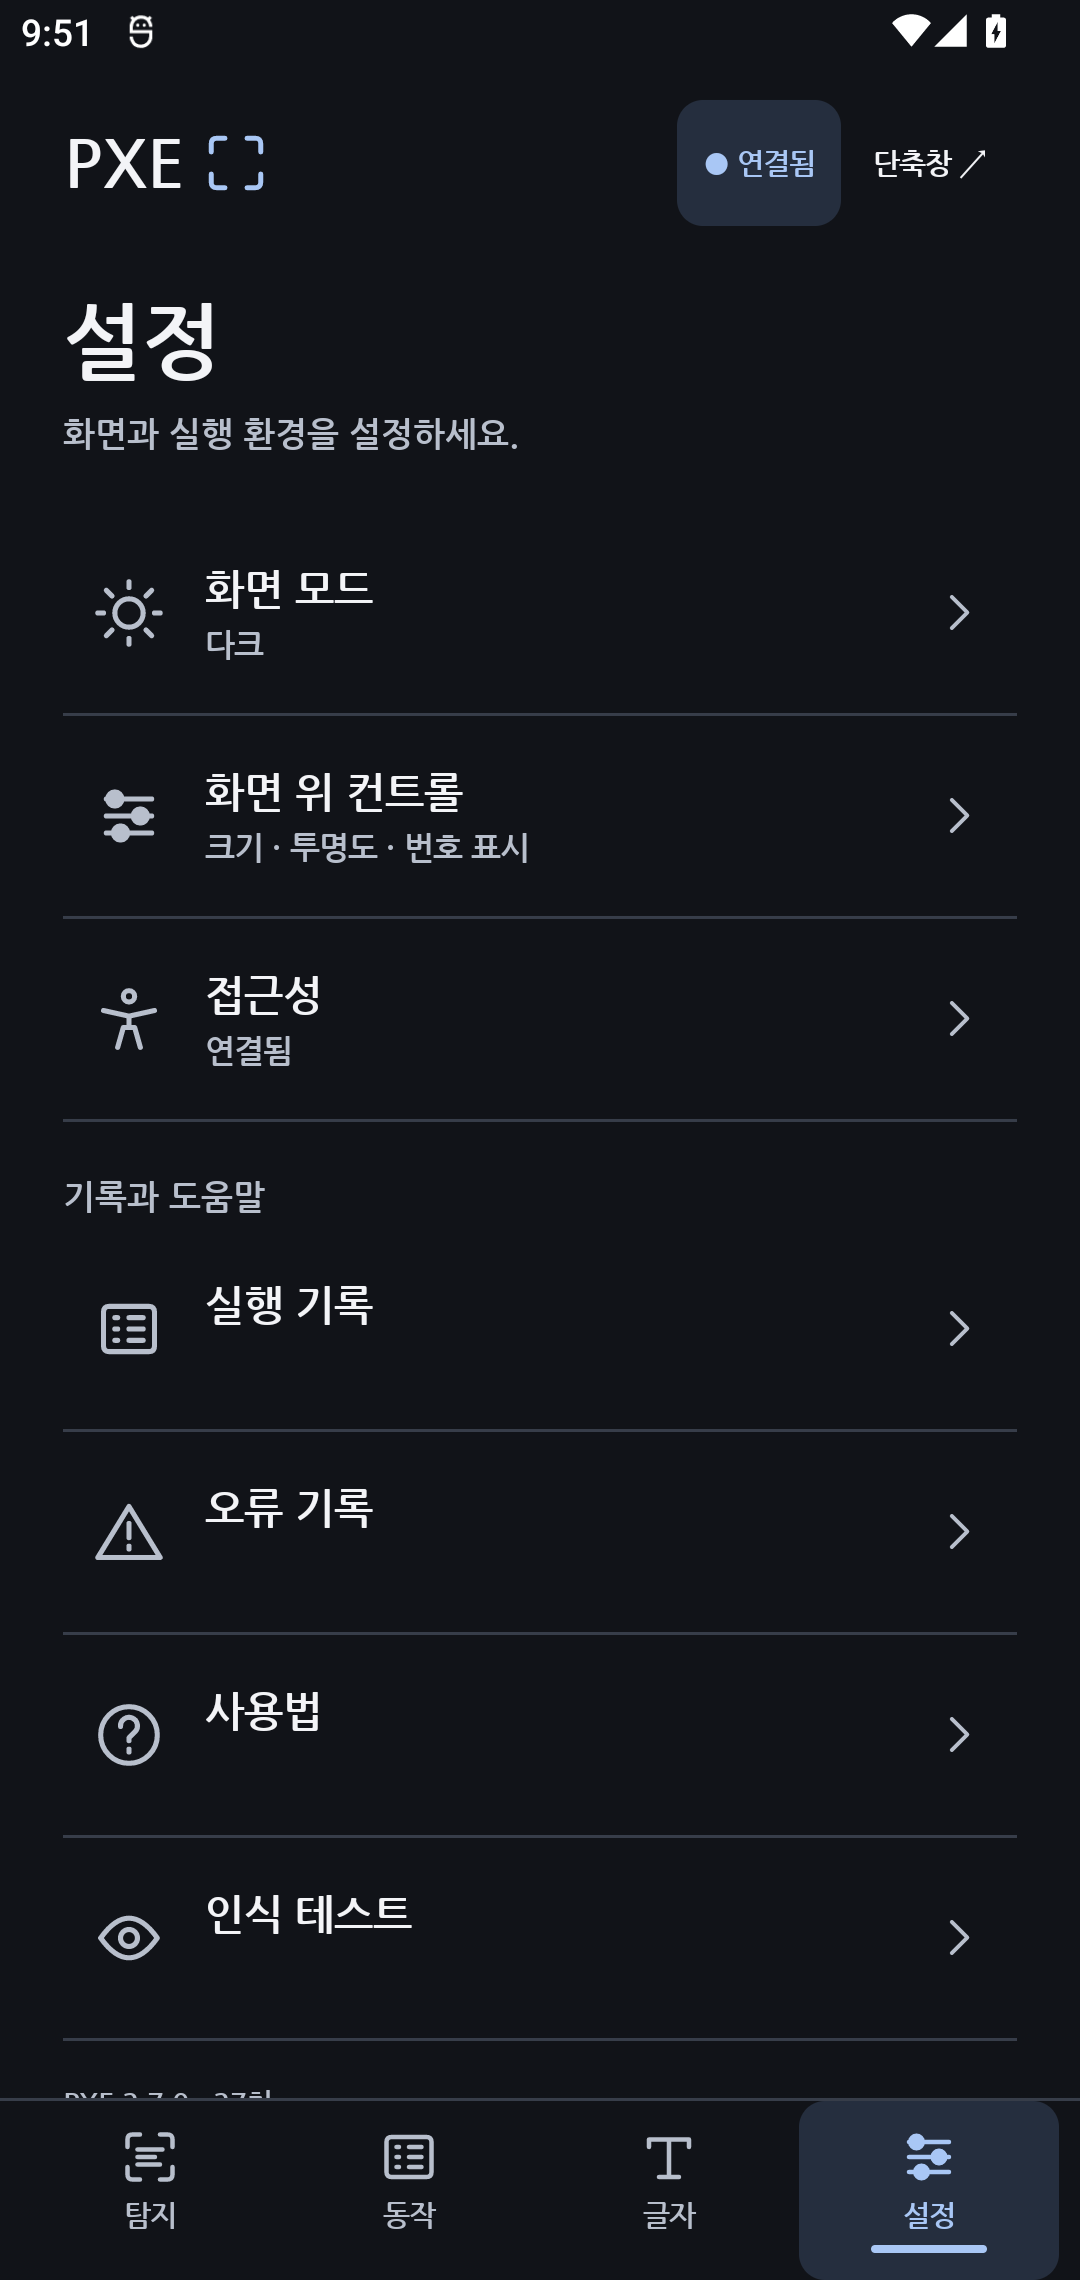 9:51
PXE
연결됨
단축창 ↗
설정
화면과 실행 환경을 설정하세요.
화면 모드
다크
화면 위 컨트롤
크기 · 투명도 · 번호 표시
접근성
연결됨
기록과 도움말
실행 기록
오류 기록
사용법
인식 테스트
탐지
동작
글자
설정